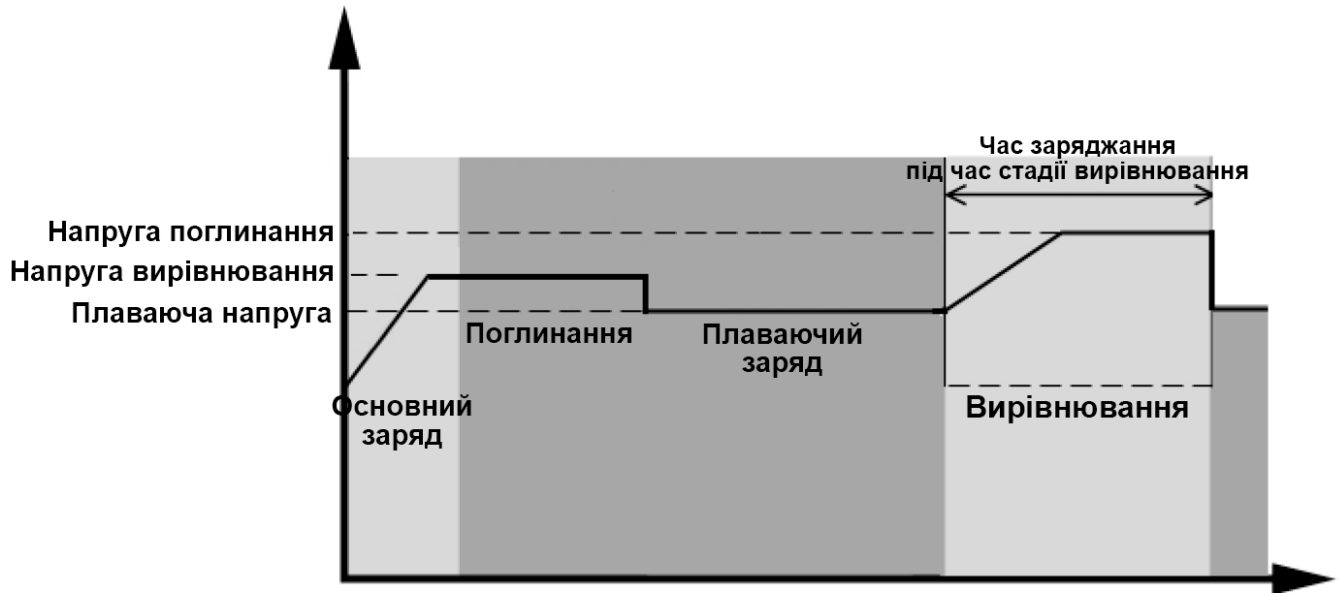 Час заряджання
під час стадії вирівнювання
Напруга поглинання
Напруга вирівнювання
Плаваюча напруга
Поглинання
Плаваючий
заряд
Основний
заряд
Вирівнювання